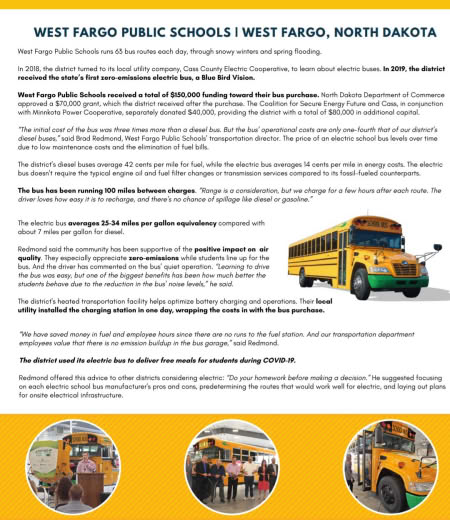 WEST FARGO PUBLIC SCHOOLS | WEST FARGO, NORTH DAKOTA
West Fargo Public Schools runs 63 bus routes each day, through snowy winters and spring flooding.
In 2018, the district turned to its local utility company, Cass County Electric Cooperative, to learn about electric buses. In 2019, the district
received the state's first zero-emissions electric bus, a Blue Bird Vision.
West Fargo Public Schools received a total of $150,000 funding toward their bus purchase. North Dakota Department of Commerce
approved a $70,000 grant, which the district received after the purchase. The Coalition for Secure Energy Future and Cass, in conjunction
with Minnkota Power Cooperative, separately donated $40,000, providing the district with a total of $80,000 in additional capital.
"The initial cost of the bus was three times more than a diesel bus. But the bus' operational costs are only one-fourth that of our district's
diesel buses," said Brad Redmond, West Fargo Public Schools' transportation director. The price of an electric school bus levels over time
due to low maintenance costs and the elimination of fuel bills.
The district's diesel buses average 42 cents per mile for fuel, while the electric bus averages 14 cents per mile in energy costs. The electric
bus doesn't require the typical engine oil and fuel filter changes or transmission services compared to its fossil-fueled counterparts.
The bus has been running 100 miles between charges. "Range is a consideration, but we charge for a few hours after each route. The
driver loves how easy it is to recharge, and there's no chance of spillage like diesel or gasoline."
The electric bus averages 25-34 miles per gallon equivalency compared with
about 7 miles per gallon for diesel.
Redmond said the community has been supportive of the positive impact on air
quality. They especially appreciate zero-emissions while students line up for the
bus. And the driver has commented on the bus' quiet operation. "Learning to drive
the bus was easy, but one of the biggest benefits has been how much better the
students behave due to the reduction in the bus' noise levels," he said.
The district's heated transportation facility helps optimize battery charging and operations. Their local
utility installed the charging station in one day, wrapping the costs in with the bus purchase.
"We have saved money in fuel and employee hours since there are no runs to the fuel station. And our transportation department
employees value that there is no emission buildup in the bus garage," said Redmond.
The district used its electric bus to deliver free meals for students during COVID-19.
Redmond offered this advice to other districts considering electric: "Do your homework before making a decision." He suggested focusing
on each electric school bus manufacturer's pros and cons, predetermining the routes that would work well for electric, and laying out plans
for onsite electrical infrastructure.